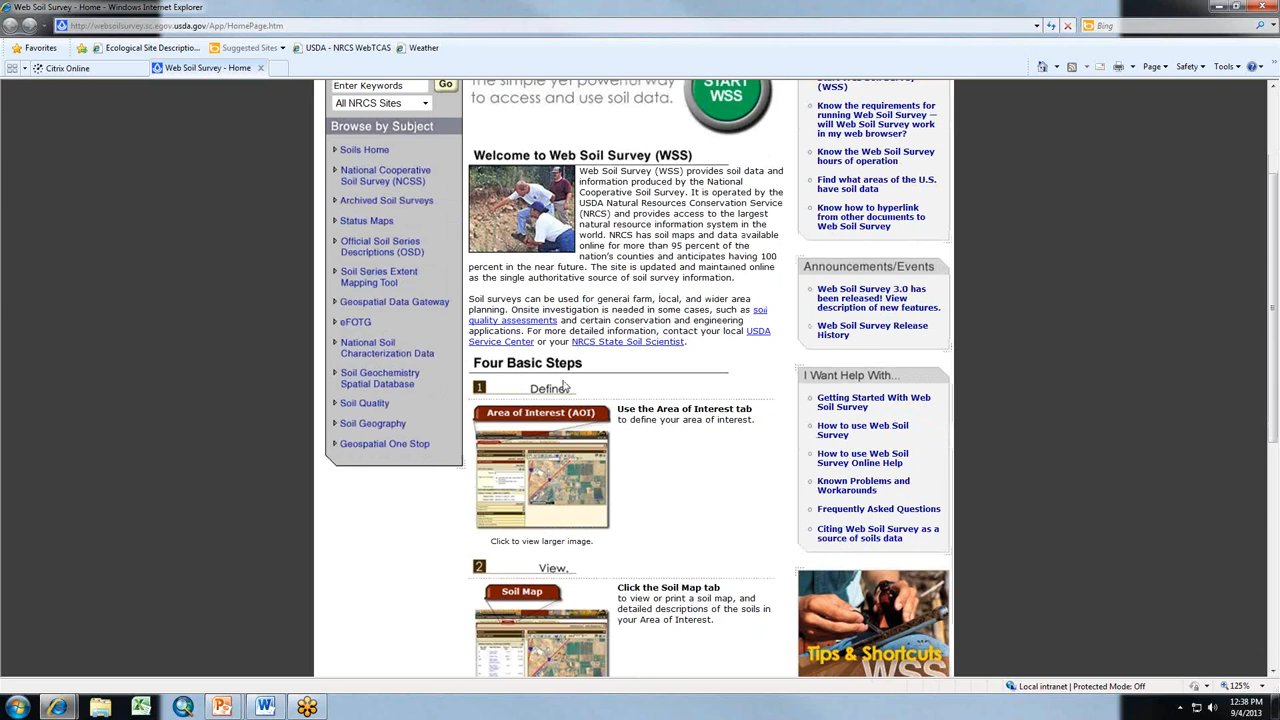 Web Soil Survey - Home - Windows Internet Explorer
http://websoilsurvey.sc.egov.usda.gov/App/HomePage.htm
Bing
Favorites
Ecological Site Descriptio...
Suggested Sites
USDA - NRCS WebTCAS
Weather
Citrix Online
Web Soil Survey - Home
Page
Safety
Tools
Enter Keywords
Go
All NRCS Sites
Browse by Subject
Soils Home
National Cooperative
Soil Survey (NCSS)
Archived Soil Surveys
Status Maps
Official Soil Series
Descriptions (OSD)
Soil Series Extent
Mapping Tool
Geospatial Data Gateway
eFOTG
National Soil
Characterization Data
Soil Geochemistry
Spatial Database
Soil Quality
Soil Geography
Geospatial One Stop
The simple yet powerful way
to access and use soil data.
START
WSS
Welcome to Web Soil Survey (WSS)
Web Soil Survey (WSS) provides soil data and
information produced by the National
Cooperative Soil Survey. It is operated by the
USDA Natural Resources Conservation Service
(NRCS) and provides access to the largest
natural resource information system in the
world. NRCS has soil maps and data available
online for more than 95 percent of the
nation's counties and anticipates having 100
percent in the near future. The site is updated and maintained online
as the single authoritative source of soil survey information.
Soil surveys can be used for general farm, local, and wider area
planning. Onsite investigation is needed in some cases, such as soil
quality assessments and certain conservation and engineering
applications. For more detailed information, contact your local USDA
Service Center or your NRCS State Soil Scientist.
Four Basic Steps
1 Define.
Area of Interest (AOI)
Use the Area of Interest tab
to define your area of interest.
Click to view larger image.
2 View.
Soil Map
Click the Soil Map tab
to view or print a soil map, and
detailed descriptions of the soils in
your Area of Interest.
(WSS)
Know the requirements for
running Web Soil Survey —
will Web Soil Survey work
in my web browser?
Know the Web Soil Survey
hours of operation
Find what areas of the U.S.
have soil data
Know how to hyperlink
from other documents to
Web Soil Survey
Announcements/Events
Web Soil Survey 3.0 has
been released! View
description of new features.
Web Soil Survey Release
History
I Want Help With...
Getting Started With Web
Soil Survey
How to use Web Soil
Survey
How to use Web Soil
Survey Online Help
Known Problems and
Workarounds
Frequently Asked Questions
Citing Web Soil Survey as a
source of soils data
Tips & Shortcuts
WSS
Local intranet | Protected Mode: Off
125%
12:38 PM
9/4/2013